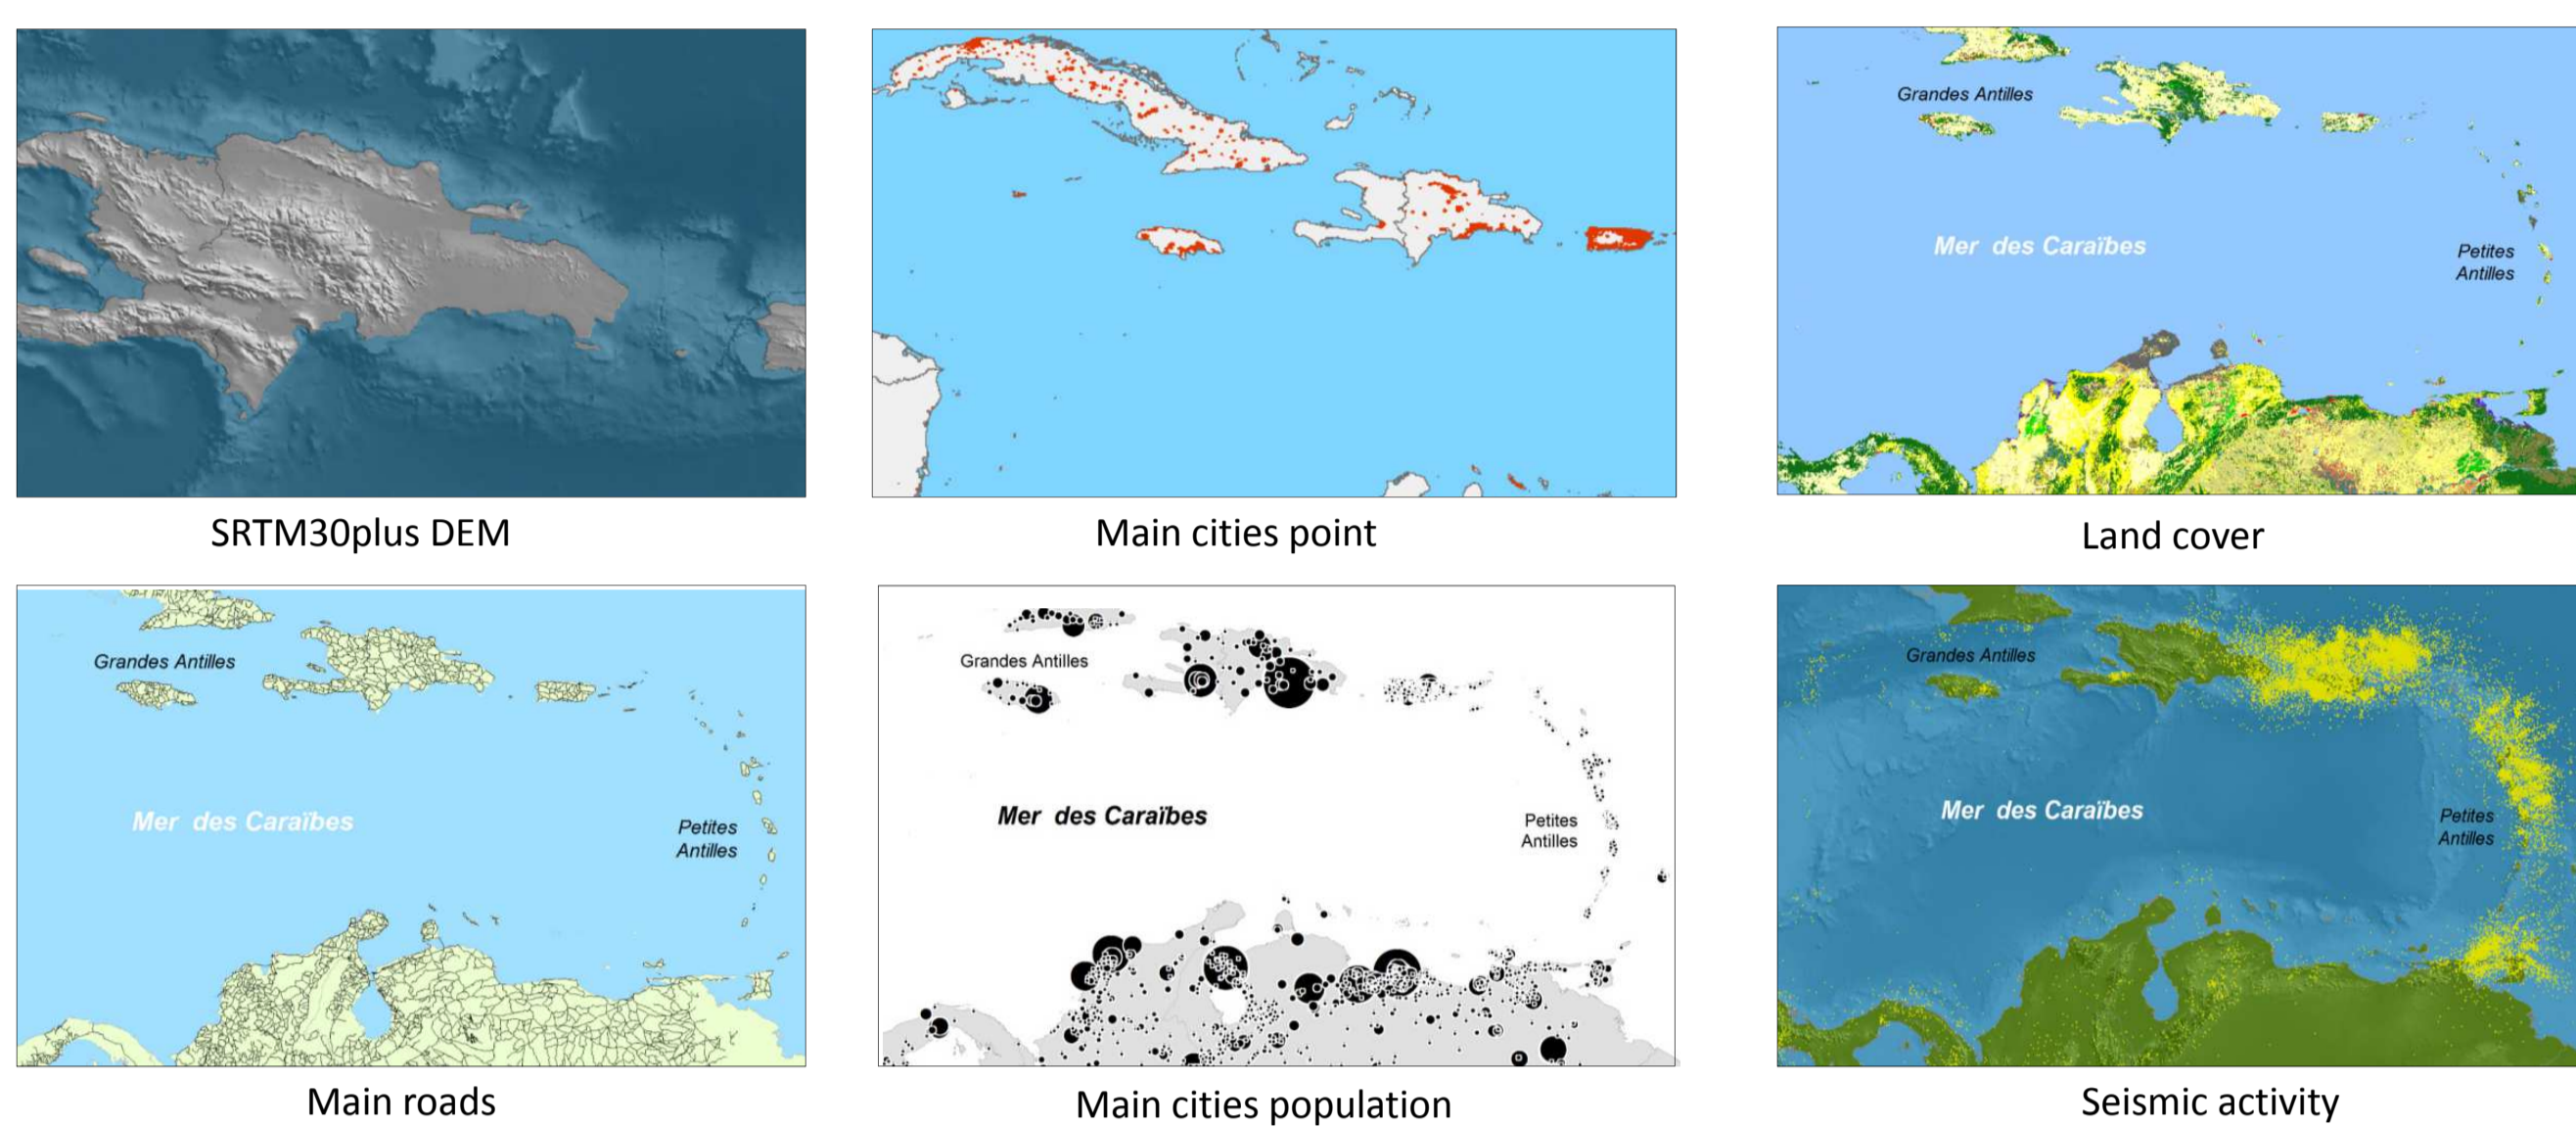 SRTM30plus DEM
Main cities point
Grandes Antilles
Mer des Caraïbes
Petites
Antilles
Land cover
Grandes Antilles
Mer des Caraïbes
Petites
Antilles
Main roads
Grandes Antilles
Mer des Caraïbes
Petites
Antilles
Main cities population
Grandes Antilles
Mer des Caraïbes
Petites
Antilles
Seismic activity